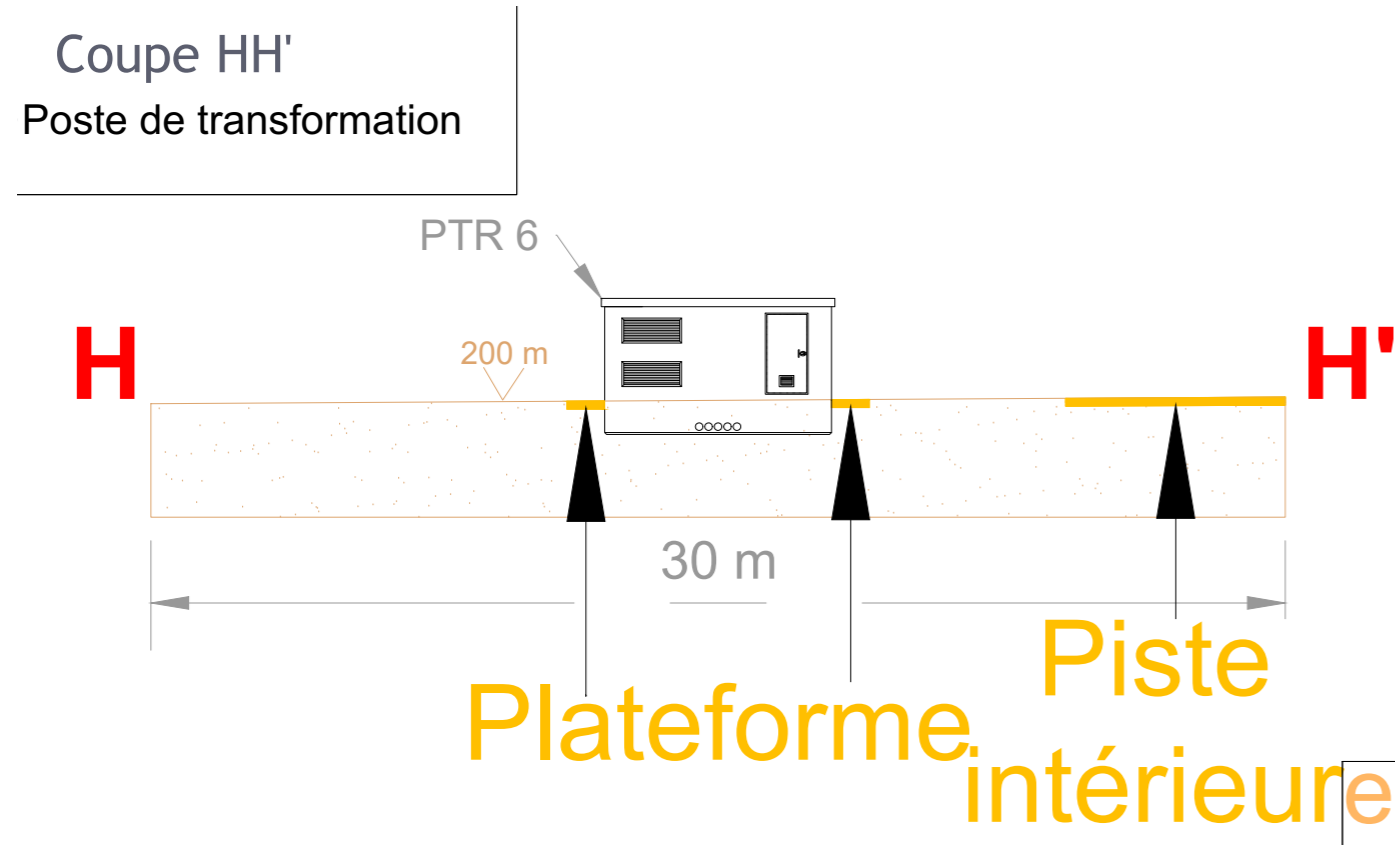 Coupe HH'
Poste de transformation
PTR 6
200 m
H
H'
30 m
Plateforme
Piste
intérieure